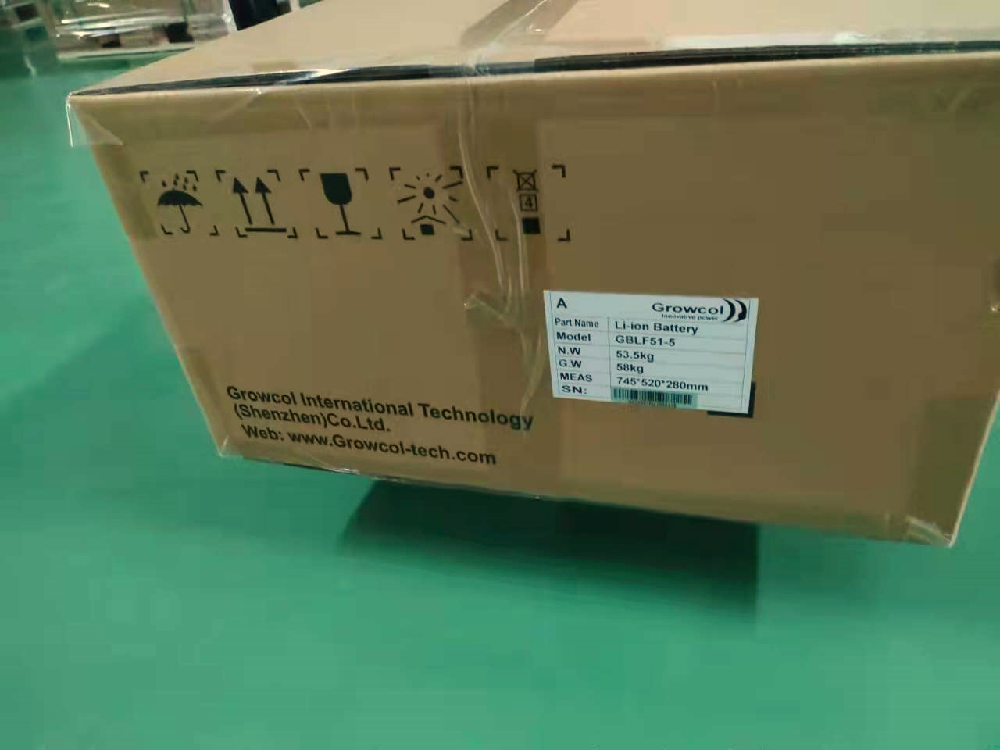 4
A
Growcol
Innovative power
Part Name Li-ion Battery
Model GBLF51-5
N.W 53.5kg
G.W 58kg
MEAS 745*520*280mm
SN:
Growcol International Technology
(Shenzhen)Co.Ltd.
Web: www.Growcol-tech.com